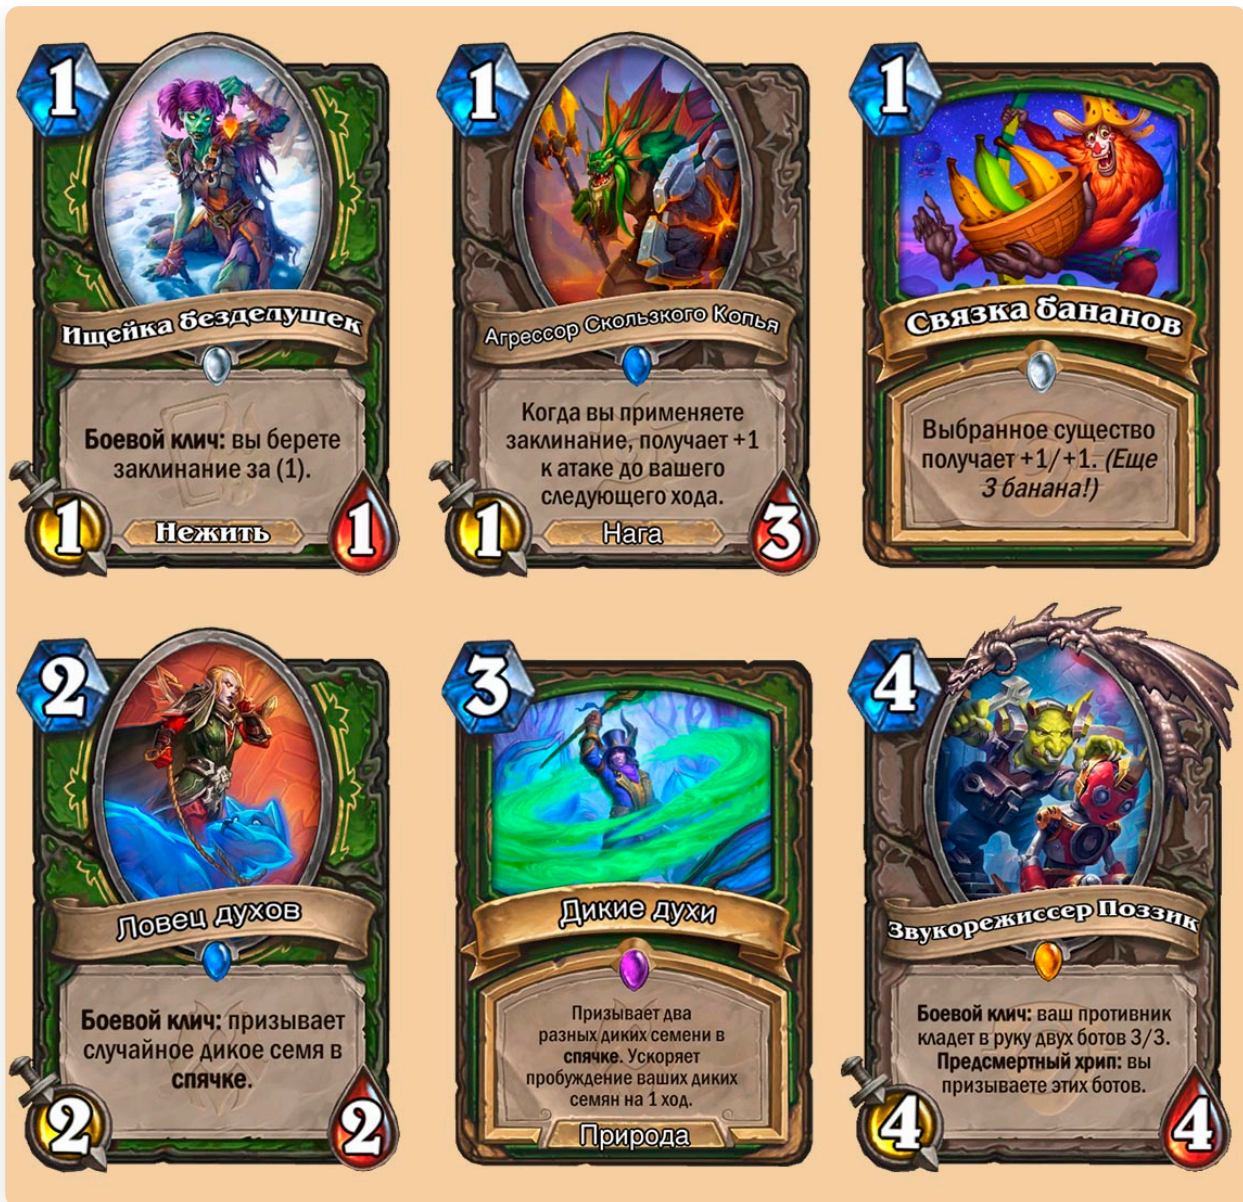 1
Ищейка безделушек
Боевой клич: вы берете
заклинание за (1).
1
Нежить
1
1
Агрессор Скользкого Копья
Когда вы применяете
заклинание, получает +1
к атаке до вашего
следующего хода.
1
Нага
3
1
Связка бананов
Выбранное существо
получает +1/+1. (Еще
3 банана!)
2
Ловец духов
Боевой клич: призывает
случайное дикое семя в
спячке.
2
2
3
Дикие духи
Призывает два
разных диких семени в
спячке. Ускоряет
пробуждение ваших диких
семян на 1 ход.
Природа
4
Звукорежиссер Поззик
Боевой клич: ваш противник
кладет в руку двух ботов 3/3.
Предсмертный хрип: вы
призываете этих ботов.
4
4